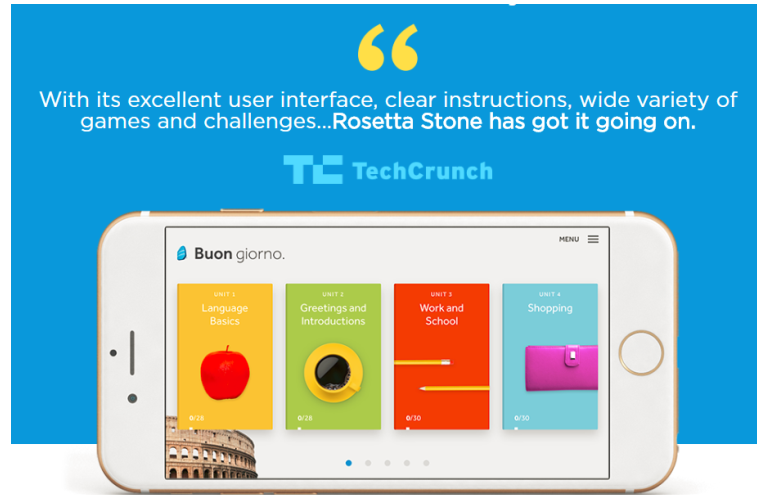 With its excellent user interface, clear instructions, wide variety of
games and challenges...Rosetta Stone has got it going on.
TC TechCrunch
MENU
Buon giorno.
UNIT 1
Language
Basics
0/28
UNIT 2
Greetings and
Introductions
0/28
UNIT 3
Work and
School
0/30
UNIT 4
Shopping
0/30